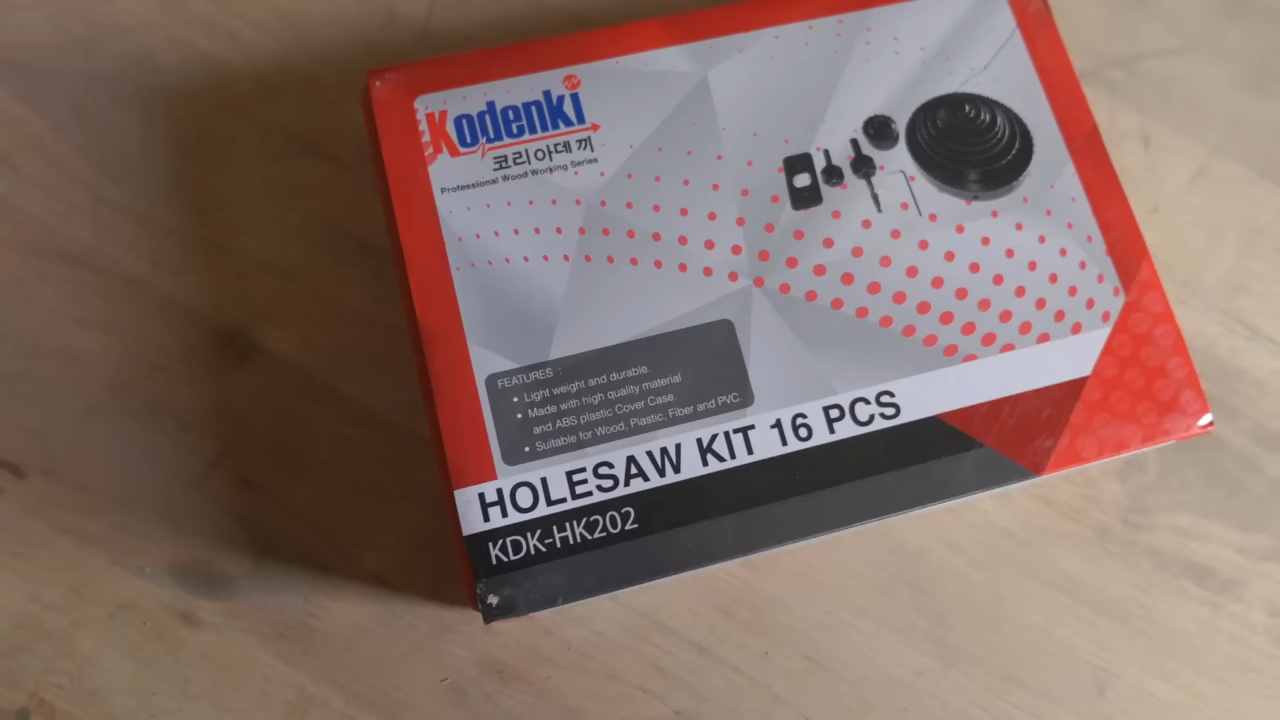 Kodenki
코리아데끼
Professional Wood Working Series
FEATURES :
• Light weight and durable.
• Made with high quality material
and ABS plastic Cover Case.
• Suitable for Wood, Plastic, Fiber and PVC.
HOLESAW KIT 16 PCS
KDK-HK202